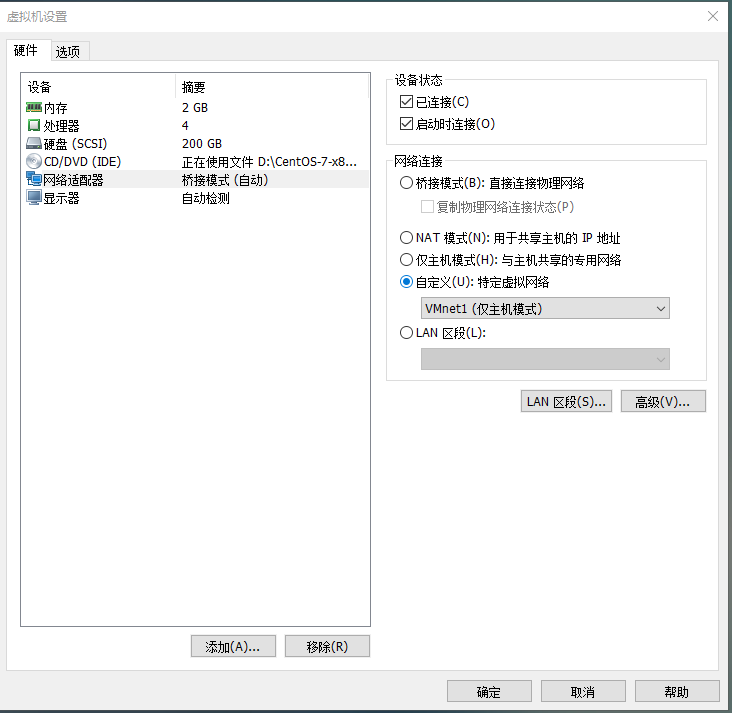 虚拟机设置
硬件 选项
设备 摘要
内存 2 GB
处理器 4
硬盘 (SCSI) 200 GB
CD/DVD (IDE) 正在使用文件 D:\CentOS-7-x8...
网络适配器 桥接模式 (自动)
显示器 自动检测
添加(A)... 移除(R)
设备状态
已连接(C)
启动时连接(O)
网络连接
桥接模式(B): 直接连接物理网络
复制物理网络连接状态(P)
NAT 模式(N): 用于共享主机的 IP 地址
仅主机模式(H): 与主机共享的专用网络
自定义(U): 特定虚拟网络
VMnet1 (仅主机模式)
LAN 区段(L):
LAN 区段(S)... 高级(V)...
确定 取消 帮助